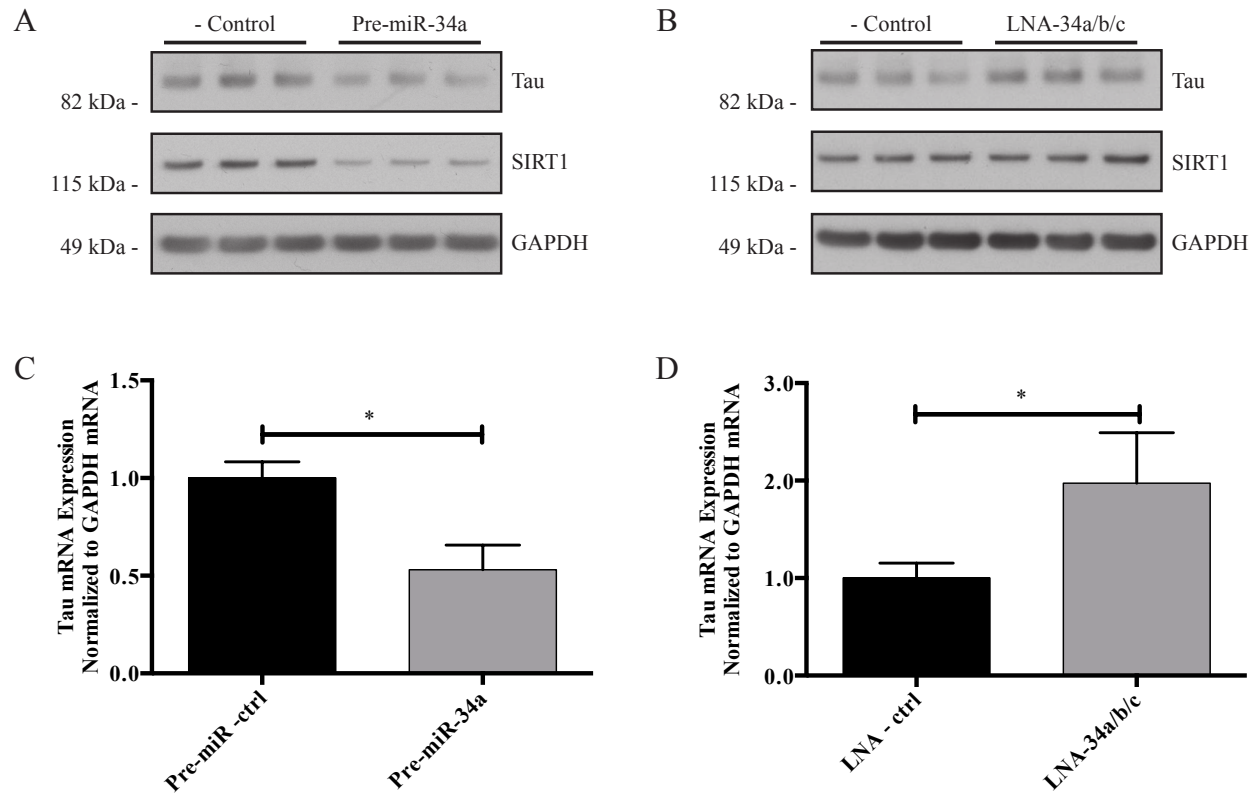 A
- Control
Pre-miR-34a
Tau
82 kDa -
SIRT1
115 kDa -
GAPDH
49 kDa -
B
- Control
LNA-34a/b/c
Tau
82 kDa -
SIRT1
115 kDa -
GAPDH
49 kDa -
C
Tau mRNA Expression
Normalized to GAPDH mRNA
1.5
1.0
0.5
0.0
*
Pre-miR -ctrl
Pre-miR-34a
D
Tau mRNA Expression
Normalized to GAPDH mRNA
3.0
2.0
1.0
0.0
*
LNA - ctrl
LNA-34a/b/c